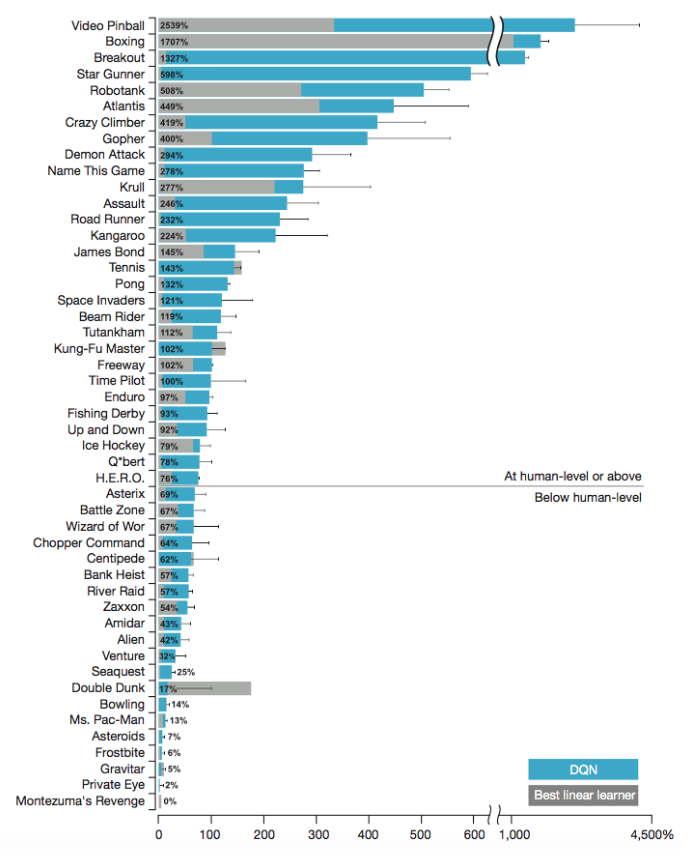 Video Pinball 2539%
Boxing 1707%
Breakout 1327%
Star Gunner 598%
Robotank 508%
Atlantis 449%
Crazy Climber 419%
Gopher 400%
Demon Attack 294%
Name This Game 278%
Krull 277%
Assault 246%
Road Runner 232%
Kangaroo 224%
James Bond 145%
Tennis 143%
Pong 132%
Space Invaders 121%
Beam Rider 119%
Tutankham 112%
Kung-Fu Master 102%
Freeway 102%
Time Pilot 100%
Enduro 97%
Fishing Derby 93%
Up and Down 92%
Ice Hockey 79%
Q*bert 78%
H.E.R.O. 76%
At human-level or above
Asterix 69%
Below human-level
Battle Zone 67%
Wizard of Wor 67%
Chopper Command 64%
Centipede 62%
Bank Heist 57%
River Raid 57%
Zaxxon 54%
Amidar 43%
Alien 42%
Venture 32%
Seaquest 25%
Double Dunk 17%
Bowling 14%
Ms. Pac-Man 13%
Asteroids 7%
Frostbite 6%
Gravitar 5%
Private Eye 2%
Montezuma's Revenge 0%
DQN
Best linear learner
0 100 200 300 400 500 600 1,000 4,500%